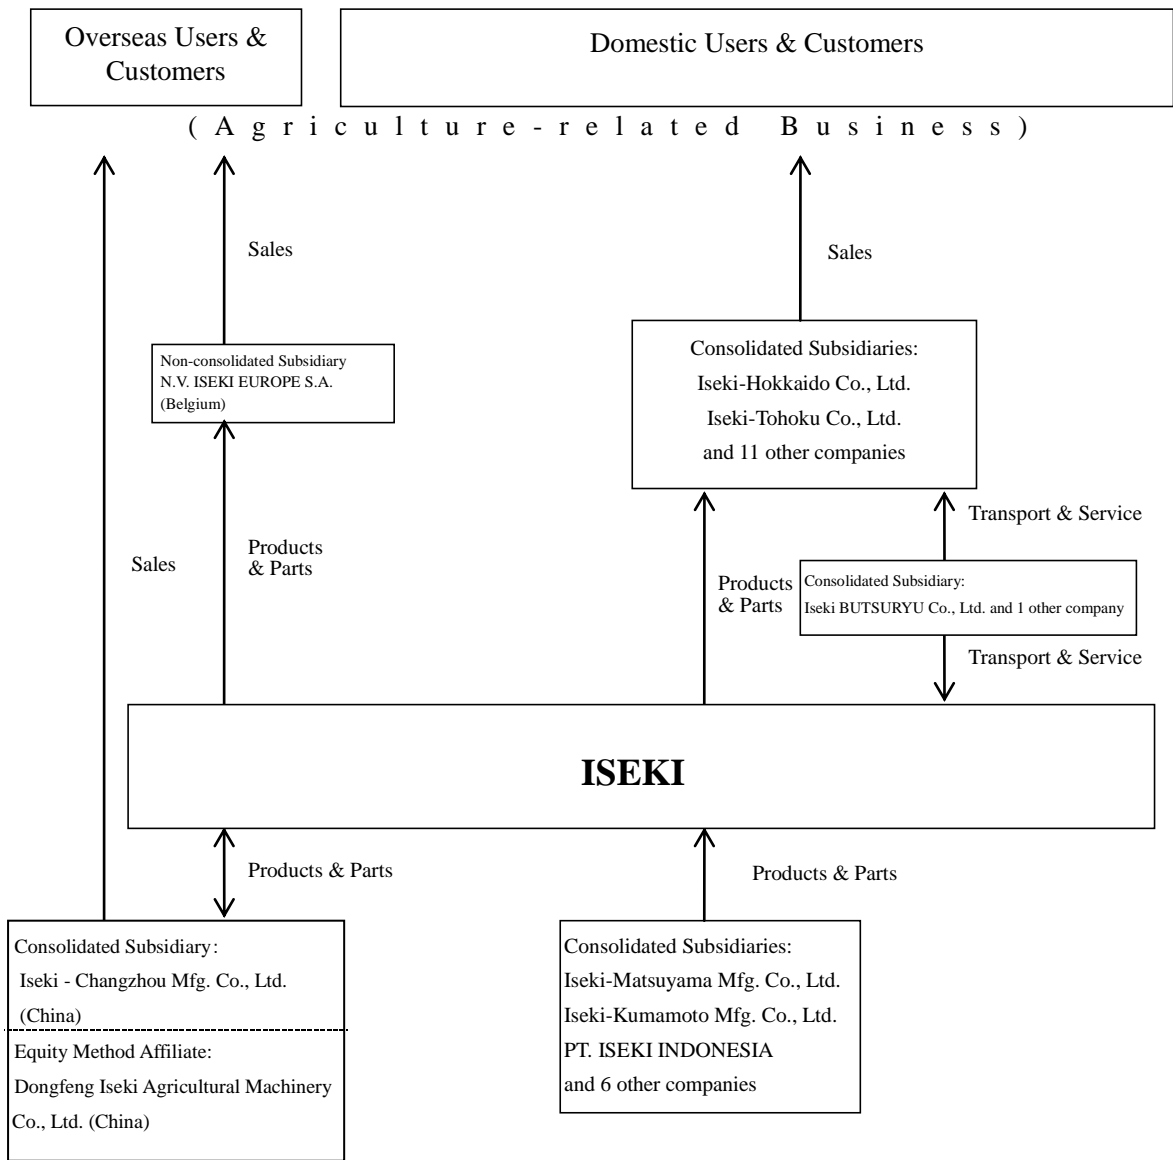 Overseas Users &
Customers
Domestic Users & Customers
(Agriculture-related Business)
Sales
Sales
Non-consolidated Subsidiary
N.V. ISEKI EUROPE S.A.
(Belgium)
Consolidated Subsidiaries:
Iseki-Hokkaido Co., Ltd.
Iseki-Tohoku Co., Ltd.
and 11 other companies
Transport & Service
Sales
Products
& Parts
Products
& Parts
Consolidated Subsidiary:
Iseki BUTSURYU Co., Ltd. and 1 other company
Transport & Service
ISEKI
Products & Parts
Products & Parts
Consolidated Subsidiary:
Iseki - Changzhou Mfg. Co., Ltd.
(China)
Equity Method Affiliate:
Dongfeng Iseki Agricultural Machinery
Co., Ltd. (China)
Consolidated Subsidiaries:
Iseki-Matsuyama Mfg. Co., Ltd.
Iseki-Kumamoto Mfg. Co., Ltd.
PT. ISEKI INDONESIA
and 6 other companies